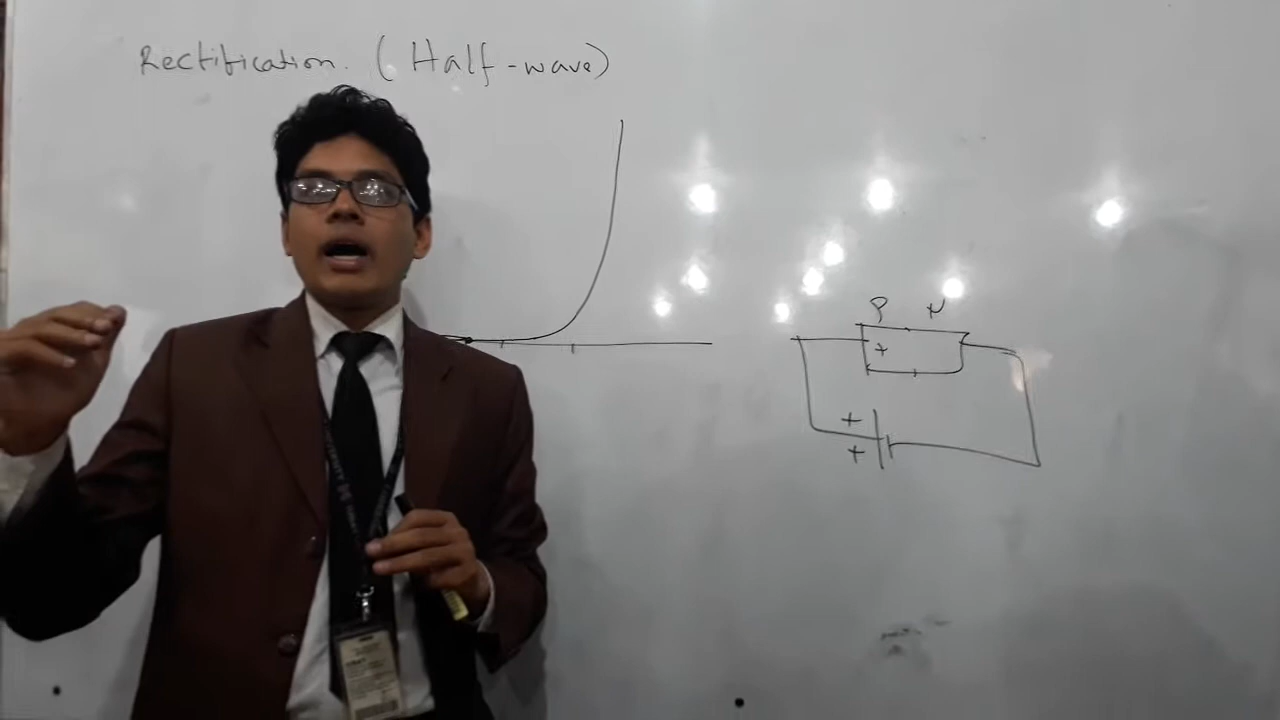 Rectification. (Half-wave)
P N
+
+
+